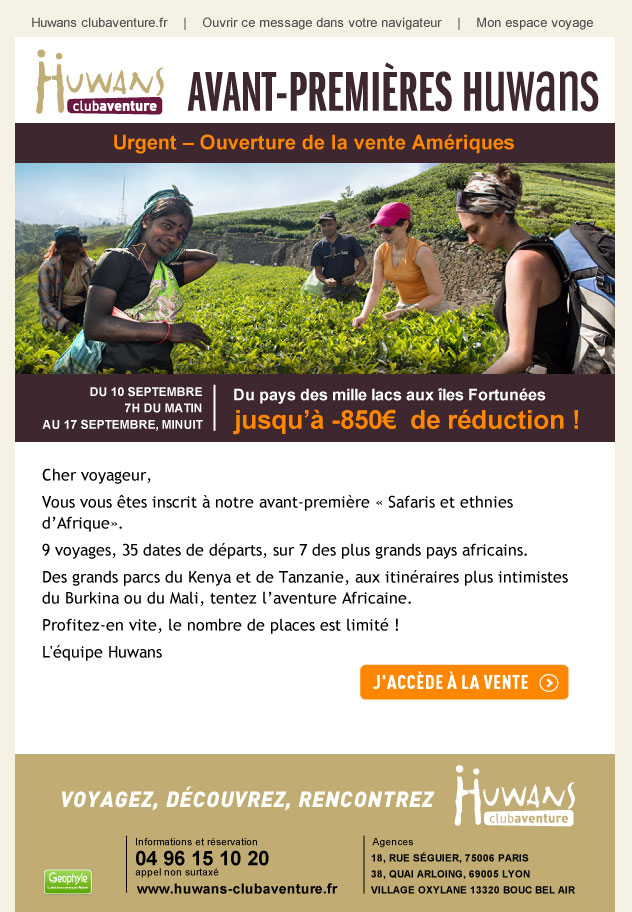 Huwans clubaventure.fr | Ouvrir ce message dans votre navigateur | Mon espace voyage
HUWANS
clubaventure
AVANT-PREMIÈRES Huwans
Urgent – Ouverture de la vente Amériques
DU 10 SEPTEMBRE
7H DU MATIN
AU 17 SEPTEMBRE, MINUIT
Du pays des mille lacs aux îles Fortunées
jusqu'à -850€ de réduction !
Cher voyageur,
Vous vous êtes inscrit à notre avant-première « Safaris et ethnies
d'Afrique».
9 voyages, 35 dates de départs, sur 7 des plus grands pays africains.
Des grands parcs du Kenya et de Tanzanie, aux itinéraires plus intimistes
du Burkina ou du Mali, tentez l'aventure Africaine.
Profitez-en vite, le nombre de places est limité !
L'équipe Huwans
J'ACCÈDE À LA VENTE
VOYAGEZ, DÉCOUVREZ, RENCONTREZ
HUWANS
clubaventure
Geophyle
Informations et réservation
04 96 15 10 20
appel non surtaxé
www.huwans-clubaventure.fr
Agences
18, RUE SÉGUIER, 75006 PARIS
38, QUAI ARLOING, 69005 LYON
VILLAGE OXYLANE 13320 BOUC BEL AIR